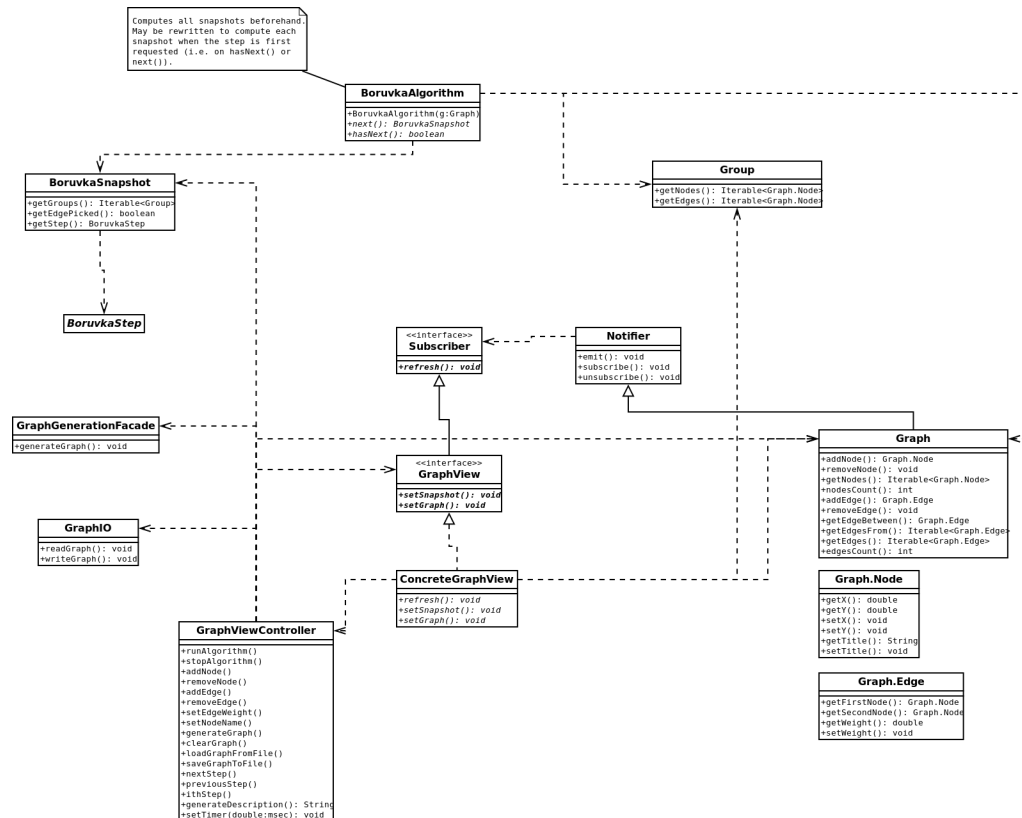 Computes all snapshots beforehand.
May be rewritten to compute each
snapshot when the step is first
requested (i.e. on hasNext() or
next()).
BoruvkaAlgorithm
+BoruvkaAlgorithm(g:Graph)
+next(): BoruvkaSnapshot
+hasNext(): boolean
BoruvkaSnapshot
+getGroups(): Iterable<Group>
+getEdgePicked(): boolean
+getStep(): BoruvkaStep
Group
+getNodes(): Iterable<Graph.Node>
+getEdges(): Iterable<Graph.Node>
BoruvkaStep
<<interface>>
Subscriber
+refresh(): void
Notifier
+emit(): void
+subscribe(): void
+unsubscribe(): void
GraphGenerationFacade
+generateGraph(): void
<<interface>>
GraphView
+setSnapshot(): void
+setGraph(): void
Graph
+addNode(): Graph.Node
+removeNode(): void
+getNodes(): Iterable<Graph.Node>
+nodesCount(): int
+addEdge(): Graph.Edge
+removeEdge(): void
+getEdgeBetween(): Graph.Edge
+getEdgesFrom(): Iterable<Graph.Edge>
+getEdges(): Iterable<Graph.Edge>
+edgesCount(): int
GraphIO
+readGraph(): void
+writeGraph(): void
ConcreteGraphView
+refresh(): void
+setSnapshot(): void
+setGraph(): void
Graph.Node
+getX(): double
+getY(): double
+setX(): void
+setY(): void
+getTitle(): String
+setTitle(): void
GraphViewController
+runAlgorithm()
+stopAlgorithm()
+addNode()
+removeNode()
+addEdge()
+removeEdge()
+setEdgeWeight()
+setNodeName()
+generateGraph()
+clearGraph()
+loadGraphFromFile()
+saveGraphToFile()
+nextStep()
+previousStep()
+ithStep()
+generateDescription(): String
+setTimer(double:msec): void
Graph.Edge
+getFirstNode(): Graph.Node
+getSecondNode(): Graph.Node
+getWeight(): double
+setWeight(): void